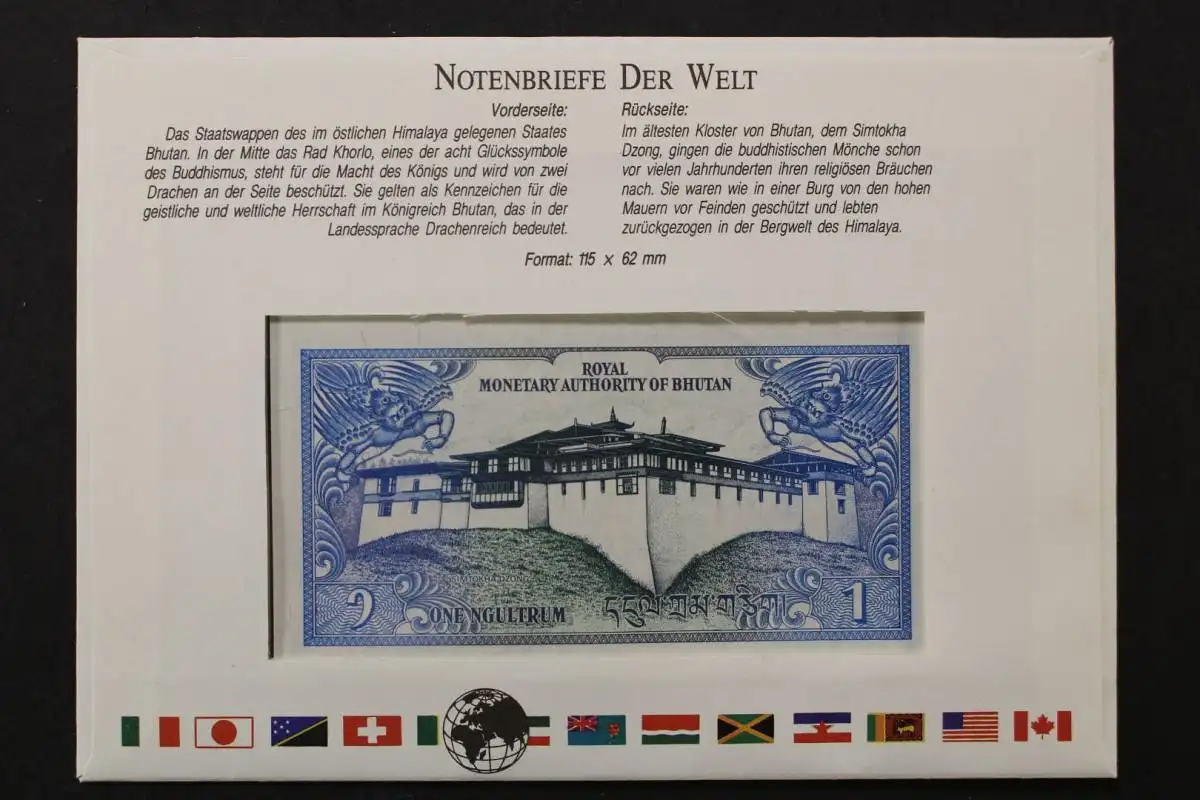 NOTENBRIEFE DER WELT
Vorderseite:
Das Staatswappen des im östlichen Himalaya gelegenen Staates
Bhutan. In der Mitte das Rad Khorlo, eines der acht Glückssymbole
des Buddhismus, steht für die Macht des Königs und wird von zwei
Drachen an der Seite beschützt. Sie gelten als Kennzeichen für die
geistliche und weltliche Herrschaft im Königreich Bhutan, das in der
Landessprache Drachenreich bedeutet.
Rückseite:
Im ältesten Kloster von Bhutan, dem Simtokha
Dzong, gingen die buddhistischen Mönche schon
vor vielen Jahrhunderten ihren religiösen Bräuchen
nach. Sie waren wie in einer Burg von den hohen
Mauern vor Feinden geschützt und lebten
zurückgezogen in der Bergwelt des Himalaya.
Format: 115 x 62 mm
ROYAL
MONETARY AUTHORITY OF BHUTAN
SIMTOKHA DZONG
༡ ONE NGULTRUM དངུལ་ཀྲམ་གཅིག། 1